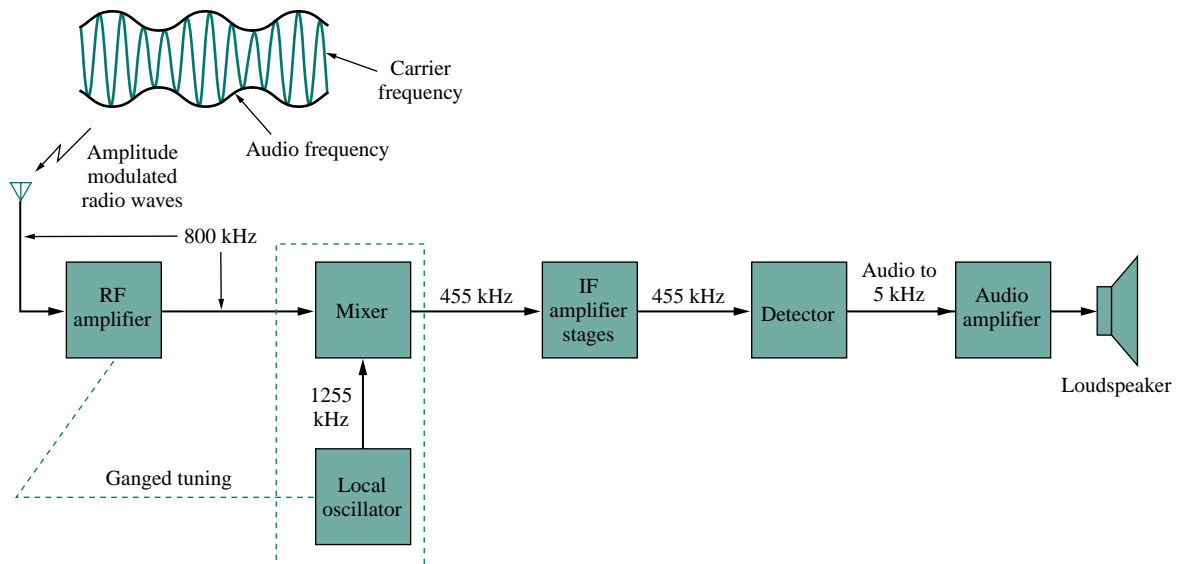 Carrier
frequency
Audio frequency
Amplitude
modulated
radio waves
800 kHz
RF
amplifier
Mixer
455 kHz
IF
amplifier
stages
455 kHz
Detector
Audio to
5 kHz
Audio
amplifier
Loudspeaker
1255
kHz
Ganged tuning
Local
oscillator